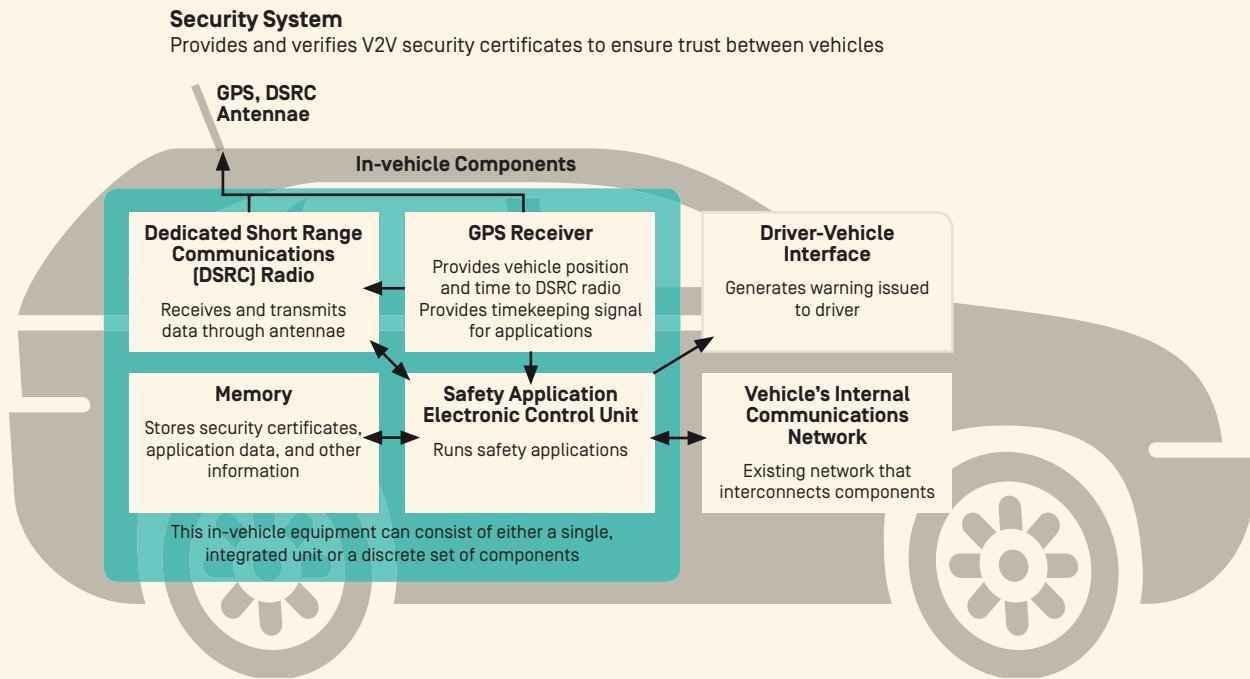 Security System
Provides and verifies V2V security certificates to ensure trust between vehicles
GPS, DSRC
Antennae
In-vehicle Components
Dedicated Short Range
Communications
(DSRC) Radio
Receives and transmits
data through antennae
GPS Receiver
Provides vehicle position
and time to DSRC radio
Provides timekeeping signal
for applications
Driver-Vehicle
Interface
Generates warning issued
to driver
Memory
Stores security certificates,
application data, and other
information
Safety Application
Electronic Control Unit
Runs safety applications
Vehicle's Internal
Communications
Network
Existing network that
interconnects components
This in-vehicle equipment can consist of either a single,
integrated unit or a discrete set of components